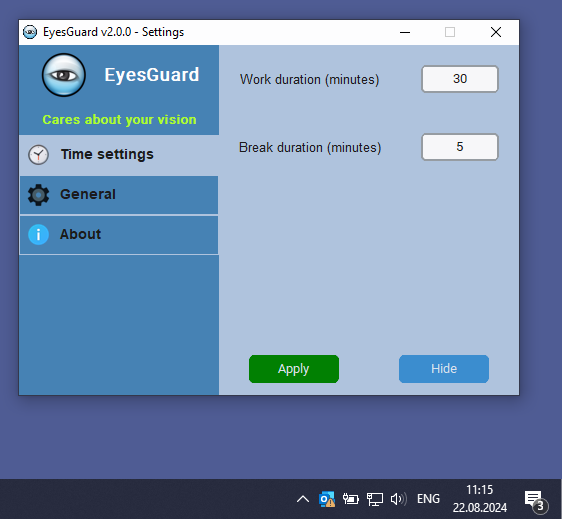 EyesGuard v2.0.0 - Settings
EyesGuard
Cares about your vision
Time settings
General
i About
Work duration (minutes) 30
Break duration (minutes) 5
Apply Hide
ENG 11:15 22.08.2024 3